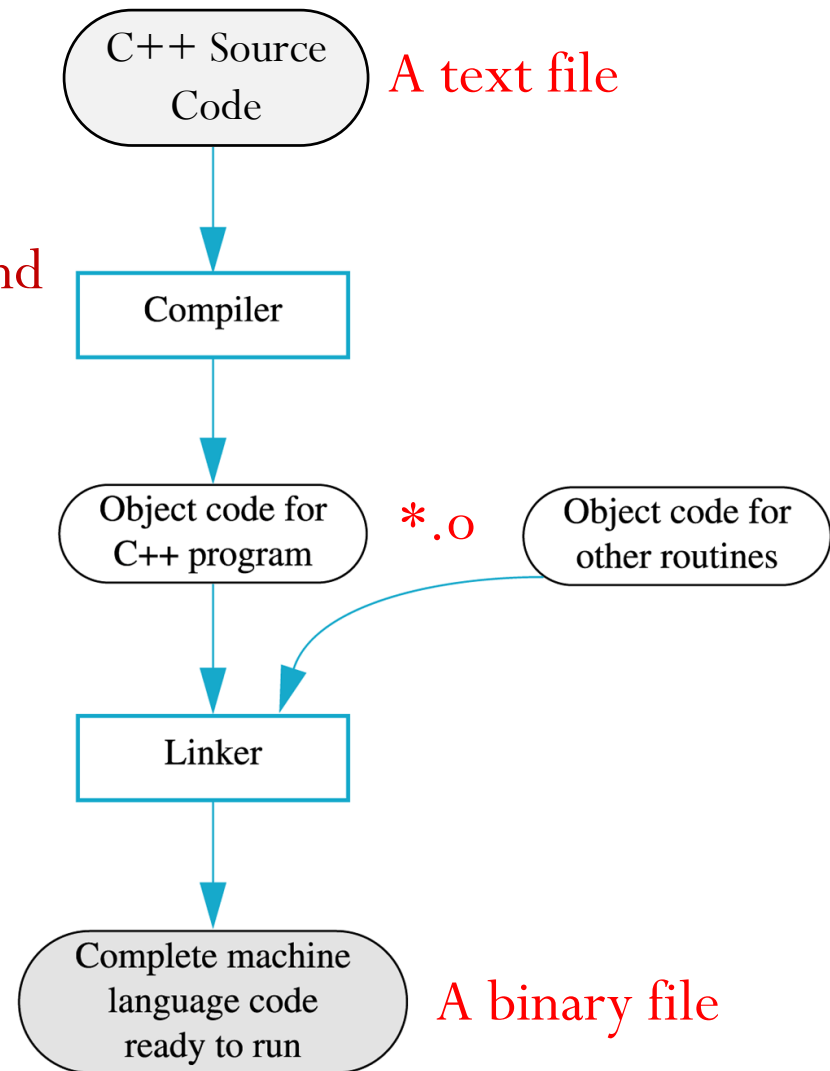 C++ Source
Code
A text file
nd
Compiler
Object code for
C++ program
*.o
Object code for
other routines
Linker
Complete machine
language code
ready to run
A binary file